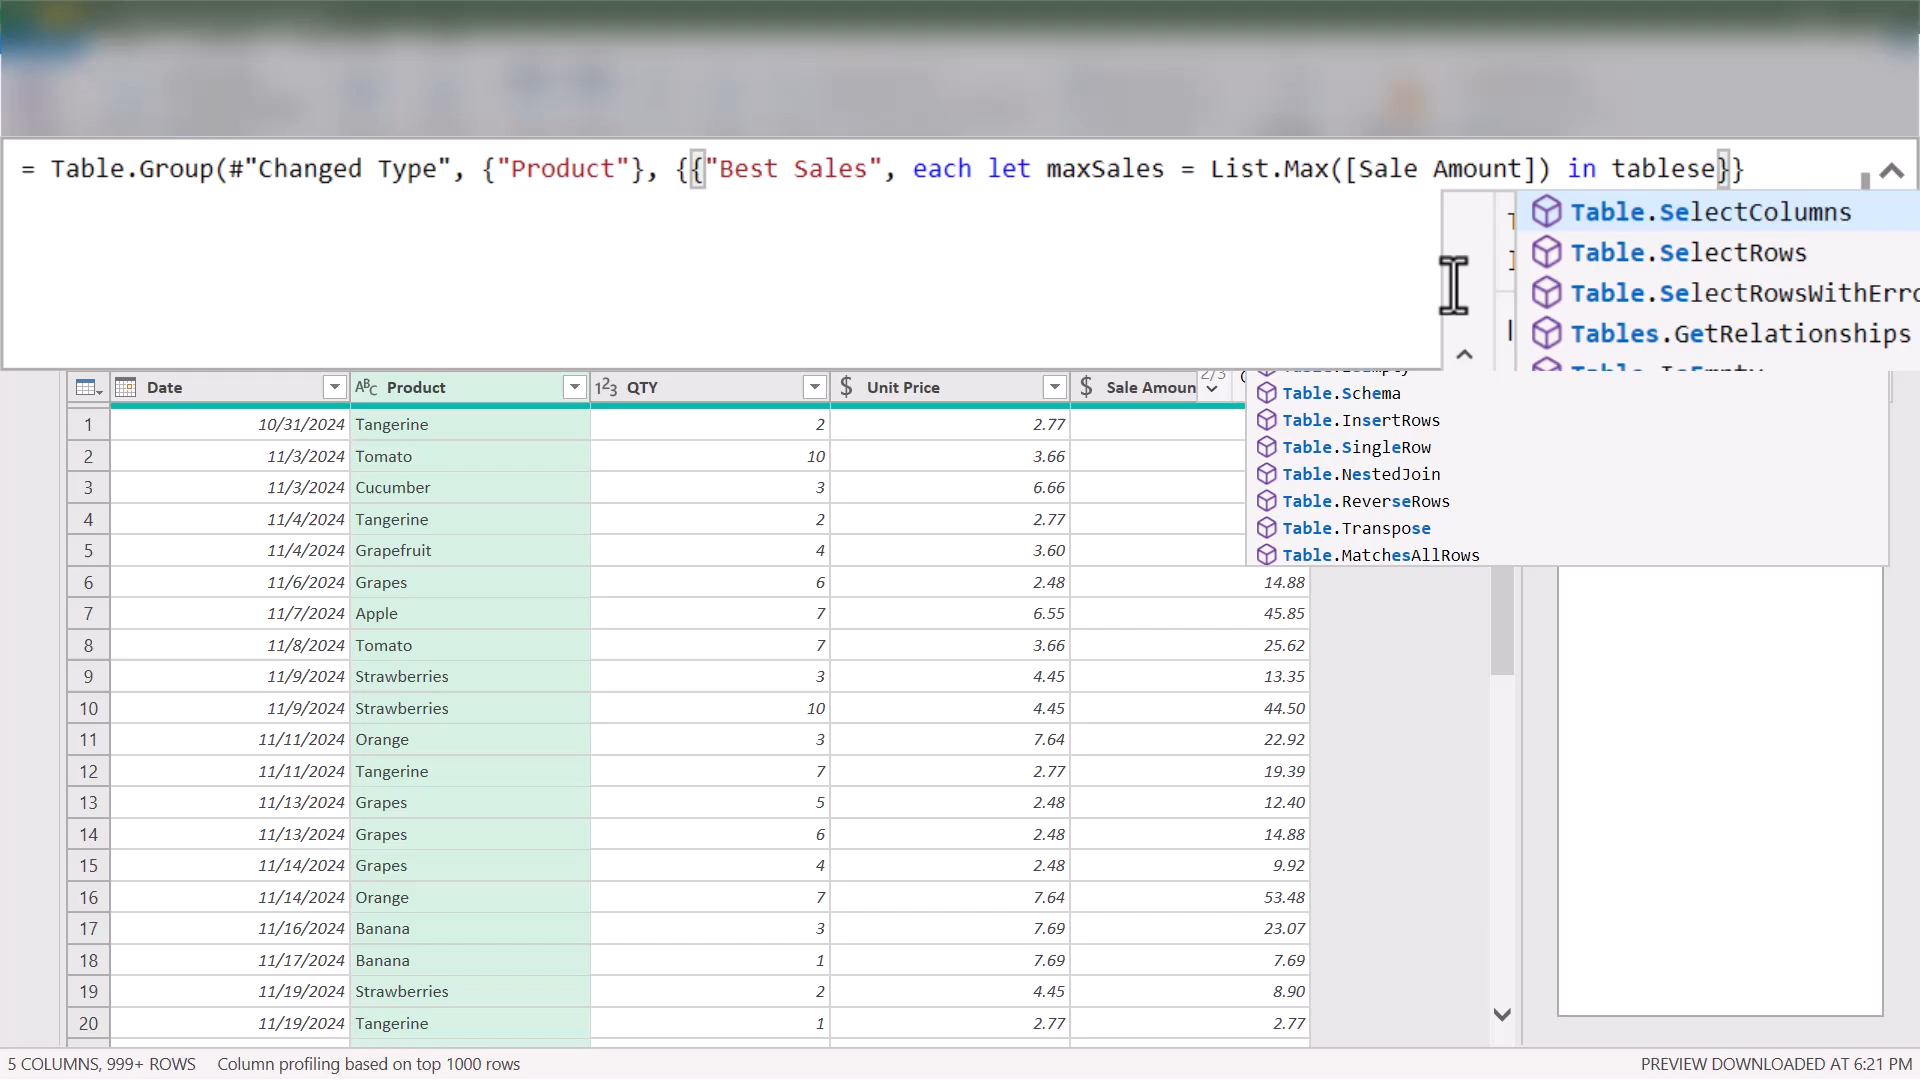 = Table.Group(#"Changed Type", {"Product"}, {{"Best Sales", each let maxSales = List.Max([Sale Amount]) in tablese}}
Table.SelectColumns
Table.SelectRows
Table.SelectRowsWithErro
Tables.GetRelationships
Date Product QTY Unit Price Sale Amoun 2/3
Table.Schema
Table.InsertRows
Table.SingleRow
Table.NestedJoin
Table.ReverseRows
Table.Transpose
Table.MatchesAllRows
1 10/31/2024 Tangerine 2 2.77
2 11/3/2024 Tomato 10 3.66
3 11/3/2024 Cucumber 3 6.66
4 11/4/2024 Tangerine 2 2.77
5 11/4/2024 Grapefruit 4 3.60
6 11/6/2024 Grapes 6 2.48 14.88
7 11/7/2024 Apple 7 6.55 45.85
8 11/8/2024 Tomato 7 3.66 25.62
9 11/9/2024 Strawberries 3 4.45 13.35
10 11/9/2024 Strawberries 10 4.45 44.50
11 11/11/2024 Orange 3 7.64 22.92
12 11/11/2024 Tangerine 7 2.77 19.39
13 11/13/2024 Grapes 5 2.48 12.40
14 11/13/2024 Grapes 6 2.48 14.88
15 11/14/2024 Grapes 4 2.48 9.92
16 11/14/2024 Orange 7 7.64 53.48
17 11/16/2024 Banana 3 7.69 23.07
18 11/17/2024 Banana 1 7.69 7.69
19 11/19/2024 Strawberries 2 4.45 8.90
20 11/19/2024 Tangerine 1 2.77 2.77
5 COLUMNS, 999+ ROWS Column profiling based on top 1000 rows PREVIEW DOWNLOADED AT 6:21 PM